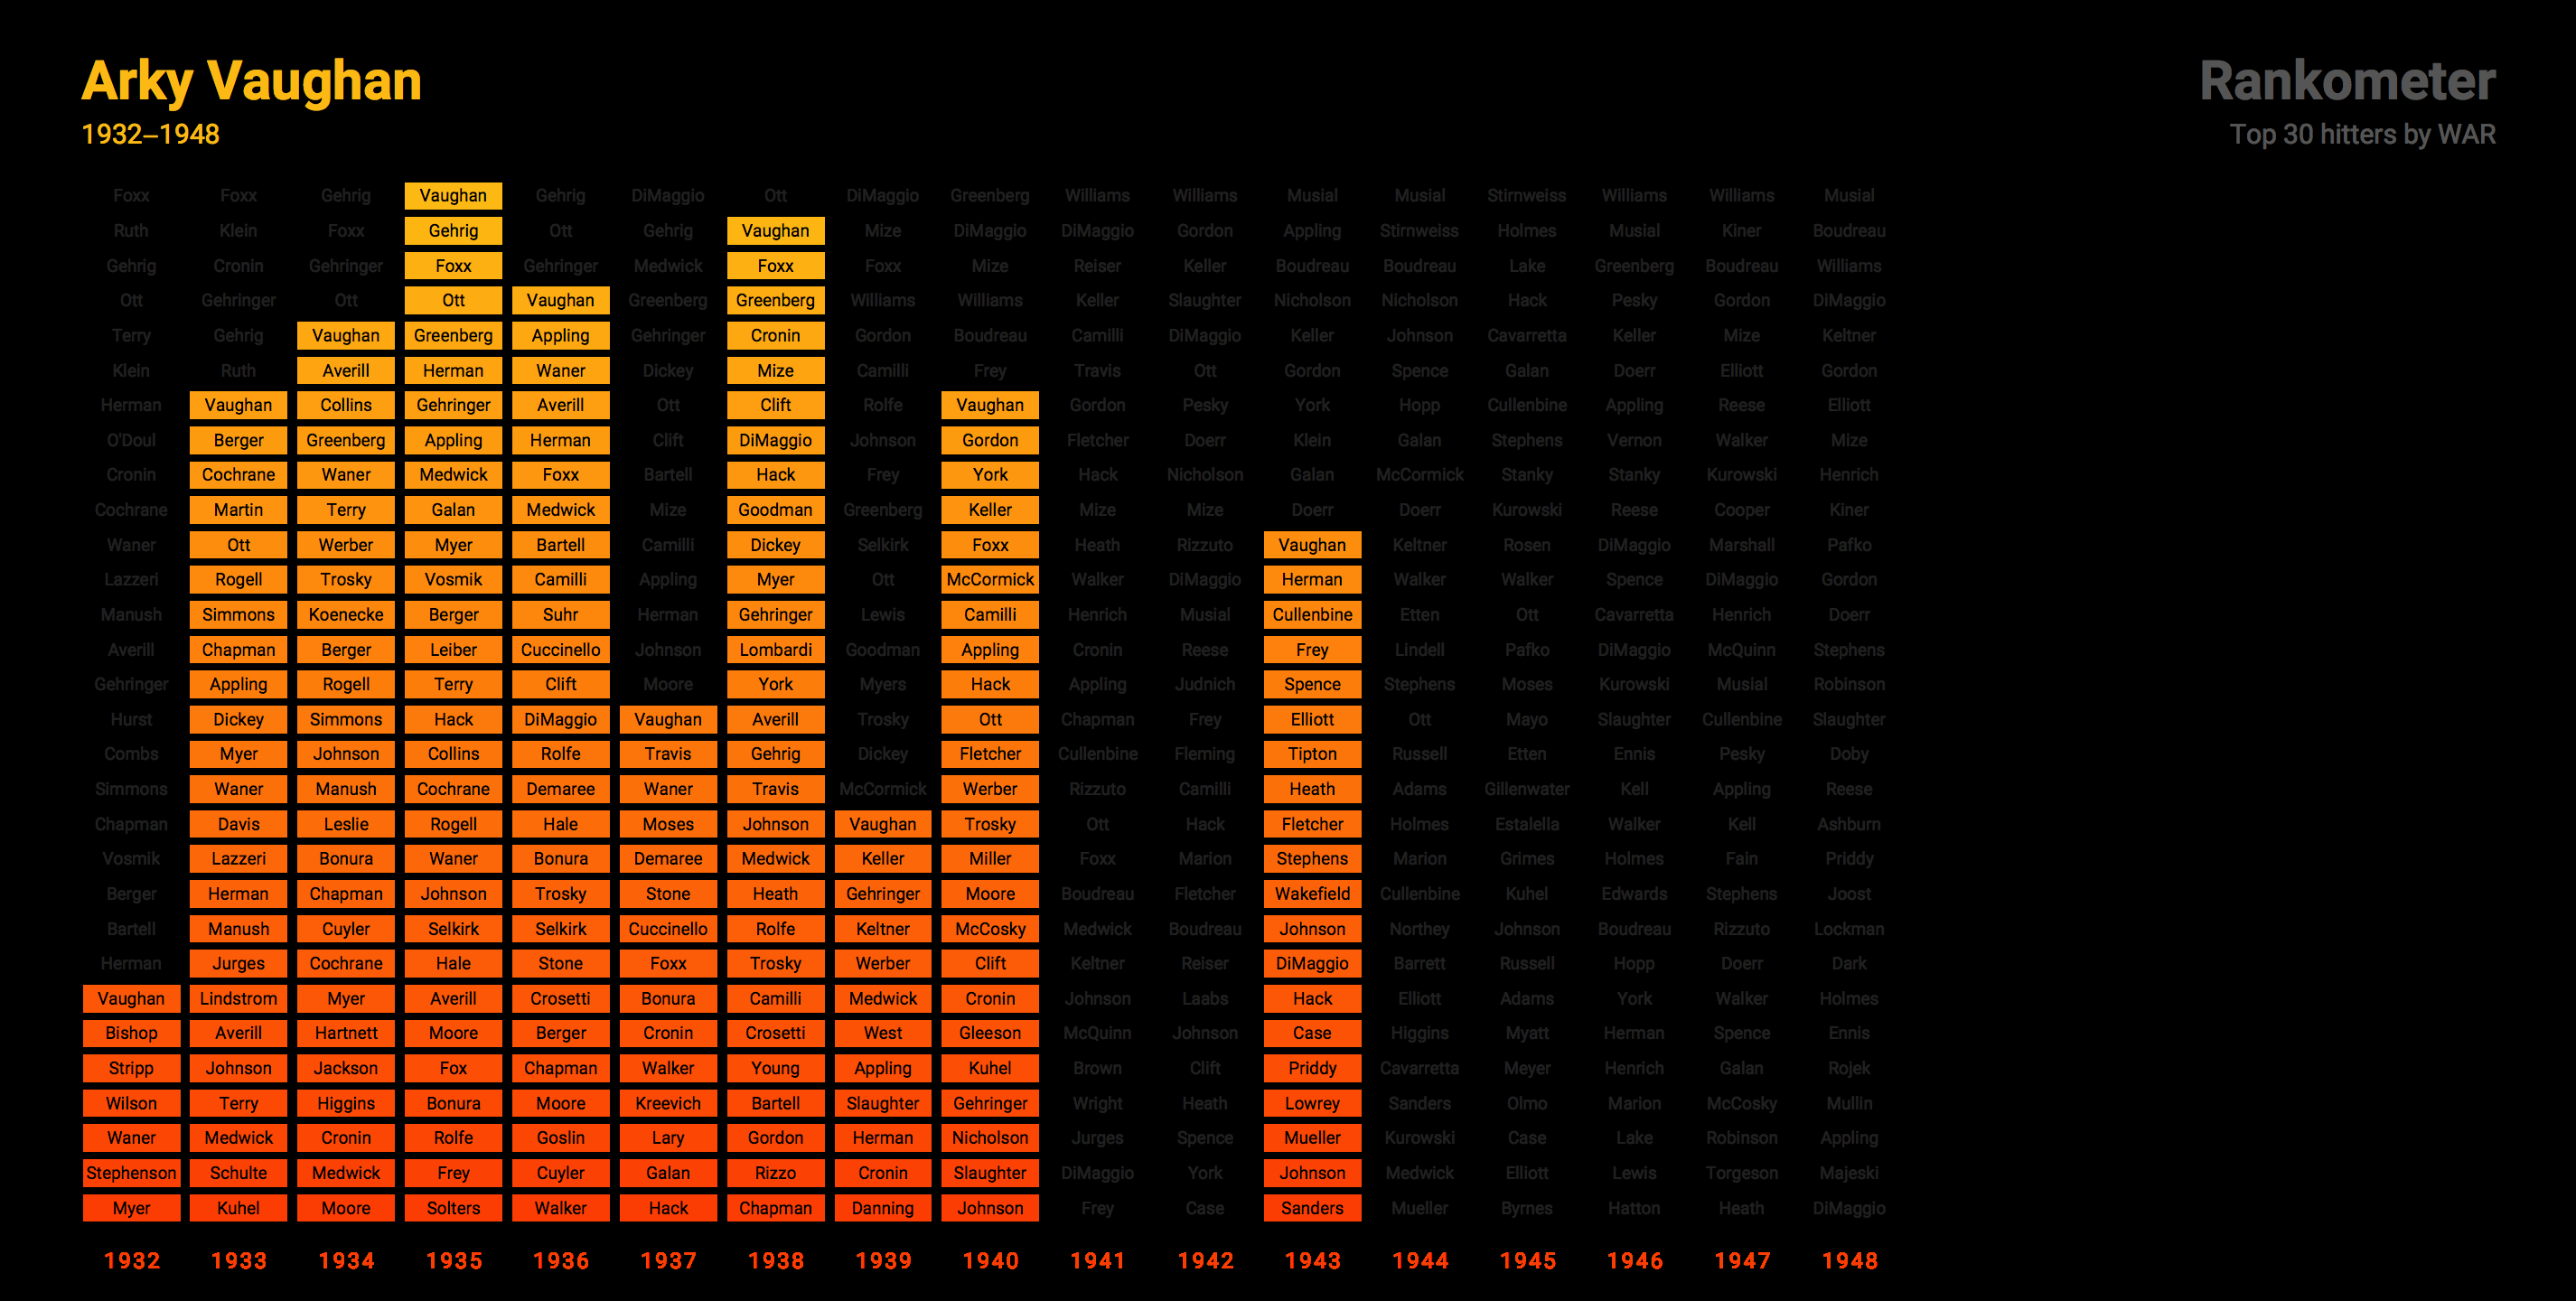 Arky Vaughan
1932–1948
Rankometer
Top 30 hitters by WAR
Foxx Foxx Gehrig Vaughan Gehrig DiMaggio Ott DiMaggio Greenberg Williams Williams Musial Musial Stirnweiss Williams Williams Musial
Ruth Klein Foxx Gehrig Ott Gehrig Vaughan Mize DiMaggio DiMaggio Gordon Appling Stirnweiss Holmes Musial Kiner Boudreau
Gehrig Cronin Gehringer Foxx Gehringer Medwick Foxx Foxx Mize Reiser Keller Boudreau Boudreau Lake Greenberg Boudreau Williams
Ott Gehringer Ott Ott Vaughan Greenberg Greenberg Williams Williams Keller Slaughter Nicholson Nicholson Hack Pesky Gordon DiMaggio
Terry Gehrig Vaughan Greenberg Appling Gehringer Cronin Gordon Boudreau Camilli DiMaggio Keller Johnson Cavarretta Keller Mize Keltner
Klein Ruth Averill Herman Waner Dickey Mize Camilli Frey Travis Ott Gordon Spence Galan Doerr Elliott Gordon
Herman Vaughan Collins Gehringer Averill Ott Clift Rolfe Vaughan Gordon Pesky York Hopp Cullenbine Appling Reese Elliott
O'Doul Berger Greenberg Appling Herman Clift DiMaggio Johnson Gordon Fletcher Doerr Klein Galan Stephens Vernon Walker Mize
Cronin Cochrane Waner Medwick Foxx Bartell Hack Frey York Hack Nicholson Galan McCormick Stanky Stanky Kurowski Henrich
Cochrane Martin Terry Galan Medwick Mize Goodman Greenberg Keller Mize Mize Doerr Doerr Kurowski Reese Cooper Kiner
Waner Ott Werber Myer Bartell Camilli Dickey Selkirk Foxx Heath Rizzuto Vaughan Keltner Rosen DiMaggio Marshall Pafko
Lazzeri Rogell Trosky Vosmik Camilli Appling Myer Ott McCormick Walker DiMaggio Herman Walker Walker Spence DiMaggio Gordon
Manush Simmons Koenecke Berger Suhr Herman Gehringer Lewis Camilli Henrich Musial Cullenbine Etten Ott Cavarretta Henrich Doerr
Averill Chapman Berger Leiber Cuccinello Johnson Lombardi Goodman Appling Cronin Reese Frey Lindell Pafko DiMaggio McQuinn Stephens
Gehringer Appling Rogell Terry Clift Moore York Myers Hack Appling Judnich Spence Stephens Moses Kurowski Musial Robinson
Hurst Dickey Simmons Hack DiMaggio Vaughan Averill Trosky Ott Chapman Frey Elliott Ott Mayo Slaughter Cullenbine Slaughter
Combs Myer Johnson Collins Rolfe Travis Gehrig Dickey Fletcher Cullenbine Fleming Tipton Russell Etten Ennis Pesky Doby
Simmons Waner Manush Cochrane Demaree Waner Travis McCormick Werber Rizzuto Camilli Heath Adams Gillenwater Kell Appling Reese
Chapman Davis Leslie Rogell Hale Moses Johnson Vaughan Trosky Ott Hack Fletcher Holmes Estalella Walker Kell Ashburn
Vosmik Lazzeri Bonura Waner Bonura Demaree Medwick Keller Miller Foxx Marion Stephens Marion Grimes Holmes Fain Priddy
Berger Herman Chapman Johnson Trosky Stone Heath Gehringer Moore Boudreau Fletcher Wakefield Cullenbine Kuhel Edwards Stephens Joost
Bartell Manush Cuyler Selkirk Selkirk Cuccinello Rolfe Keltner McCosky Medwick Boudreau Johnson Northey Johnson Boudreau Rizzuto Lockman
Herman Jurges Cochrane Hale Stone Foxx Trosky Werber Clift Keltner Reiser DiMaggio Barrett Russell Hopp Doerr Dark
Vaughan Lindstrom Myer Averill Crosetti Bonura Camilli Medwick Cronin Johnson Laabs Hack Elliott Adams York Walker Holmes
Bishop Averill Hartnett Moore Berger Cronin Crosetti West Gleeson McQuinn Johnson Case Higgins Myatt Herman Spence Ennis
Stripp Johnson Jackson Fox Chapman Walker Young Appling Kuhel Brown Clift Priddy Cavarretta Meyer Henrich Galan Rojek
Wilson Terry Higgins Bonura Moore Kreevich Bartell Slaughter Gehringer Wright Heath Lowrey Sanders Olmo Marion McCosky Mullin
Waner Medwick Cronin Rolfe Goslin Lary Gordon Herman Nicholson Jurges Spence Mueller Kurowski Case Lake Robinson Appling
Stephenson Schulte Medwick Frey Cuyler Galan Rizzo Cronin Slaughter DiMaggio York Johnson Medwick Elliott Lewis Torgeson Majeski
Myer Kuhel Moore Solters Walker Hack Chapman Danning Johnson Frey Case Sanders Mueller Byrnes Hatton Heath DiMaggio
1932 1933 1934 1935 1936 1937 1938 1939 1940 1941 1942 1943 1944 1945 1946 1947 1948